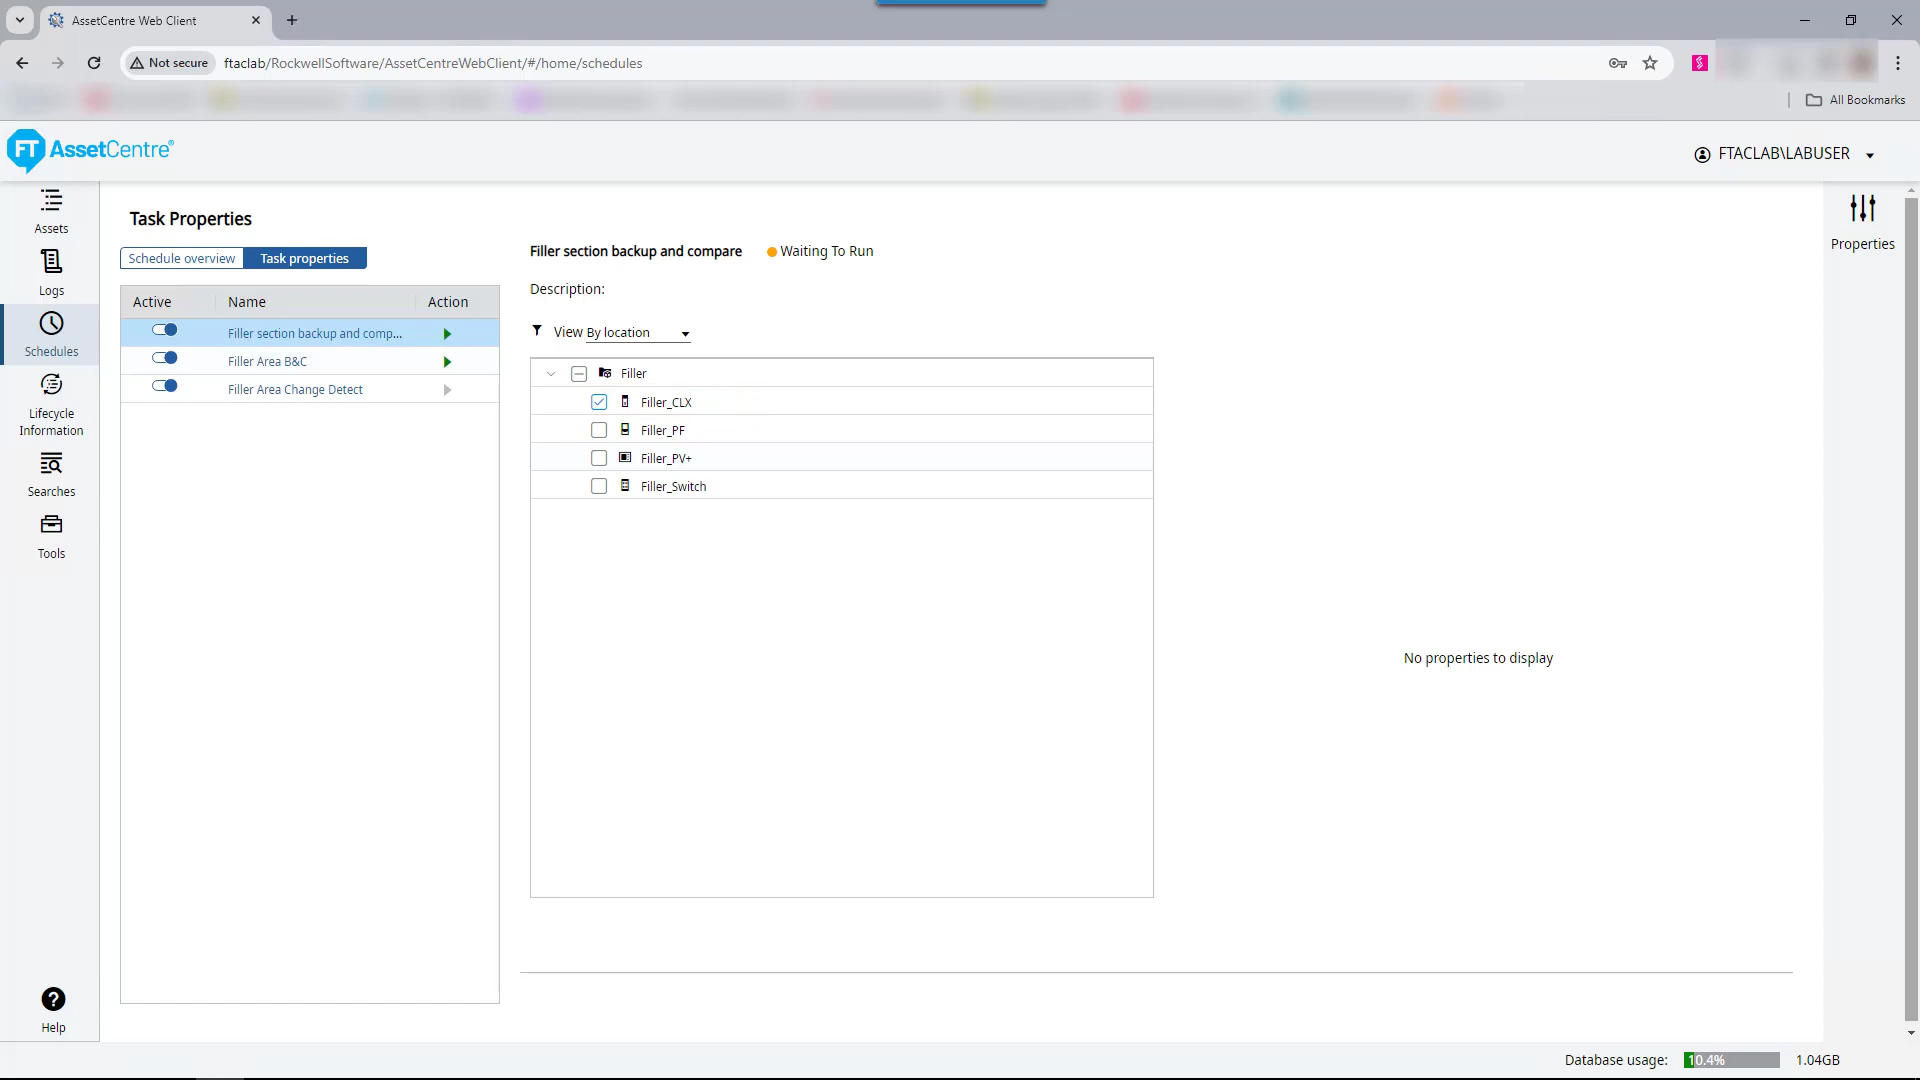 AssetCentre Web Client
Not secure
ftaclab/RockwellSoftware/AssetCentreWebClient/#/home/schedules
All Bookmarks
FT AssetCentre®
FTACLAB\LABUSER
Assets
Logs
Schedules
Lifecycle
Information
Searches
Tools
Help
Task Properties
Schedule overview
Task properties
Active Name Action
Filler section backup and comp...
Filler Area B&C
Filler Area Change Detect
Filler section backup and compare
Waiting To Run
Description:
View By location
Filler
Filler_CLX
Filler_PF
Filler_PV+
Filler_Switch
No properties to display
Properties
Database usage: 10.4% 1.04GB